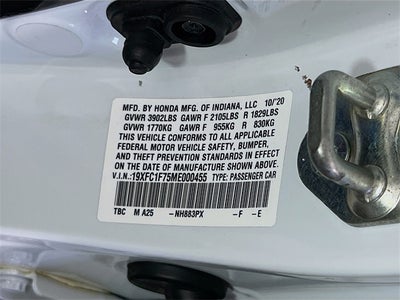 MFD. BY HONDA MFG. OF INDIANA, LLC 10/'20
GVWR 3902LBS GAWR F 2105LBS R 1829LBS
GVWR 1770KG GAWR F 955KG R 830KG
THIS VEHICLE CONFORMS TO ALL APPLICABLE
FEDERAL MOTOR VEHICLE SAFETY, BUMPER,
AND THEFT PREVENTION STANDARDS IN EFFECT
ON THE DATE OF MANUFACTURE SHOWN ABOVE.
V.I.N.: 19XFC1F75ME000455 TYPE: PASSENGER CAR
TBC M A25 -NH883PX -F -E